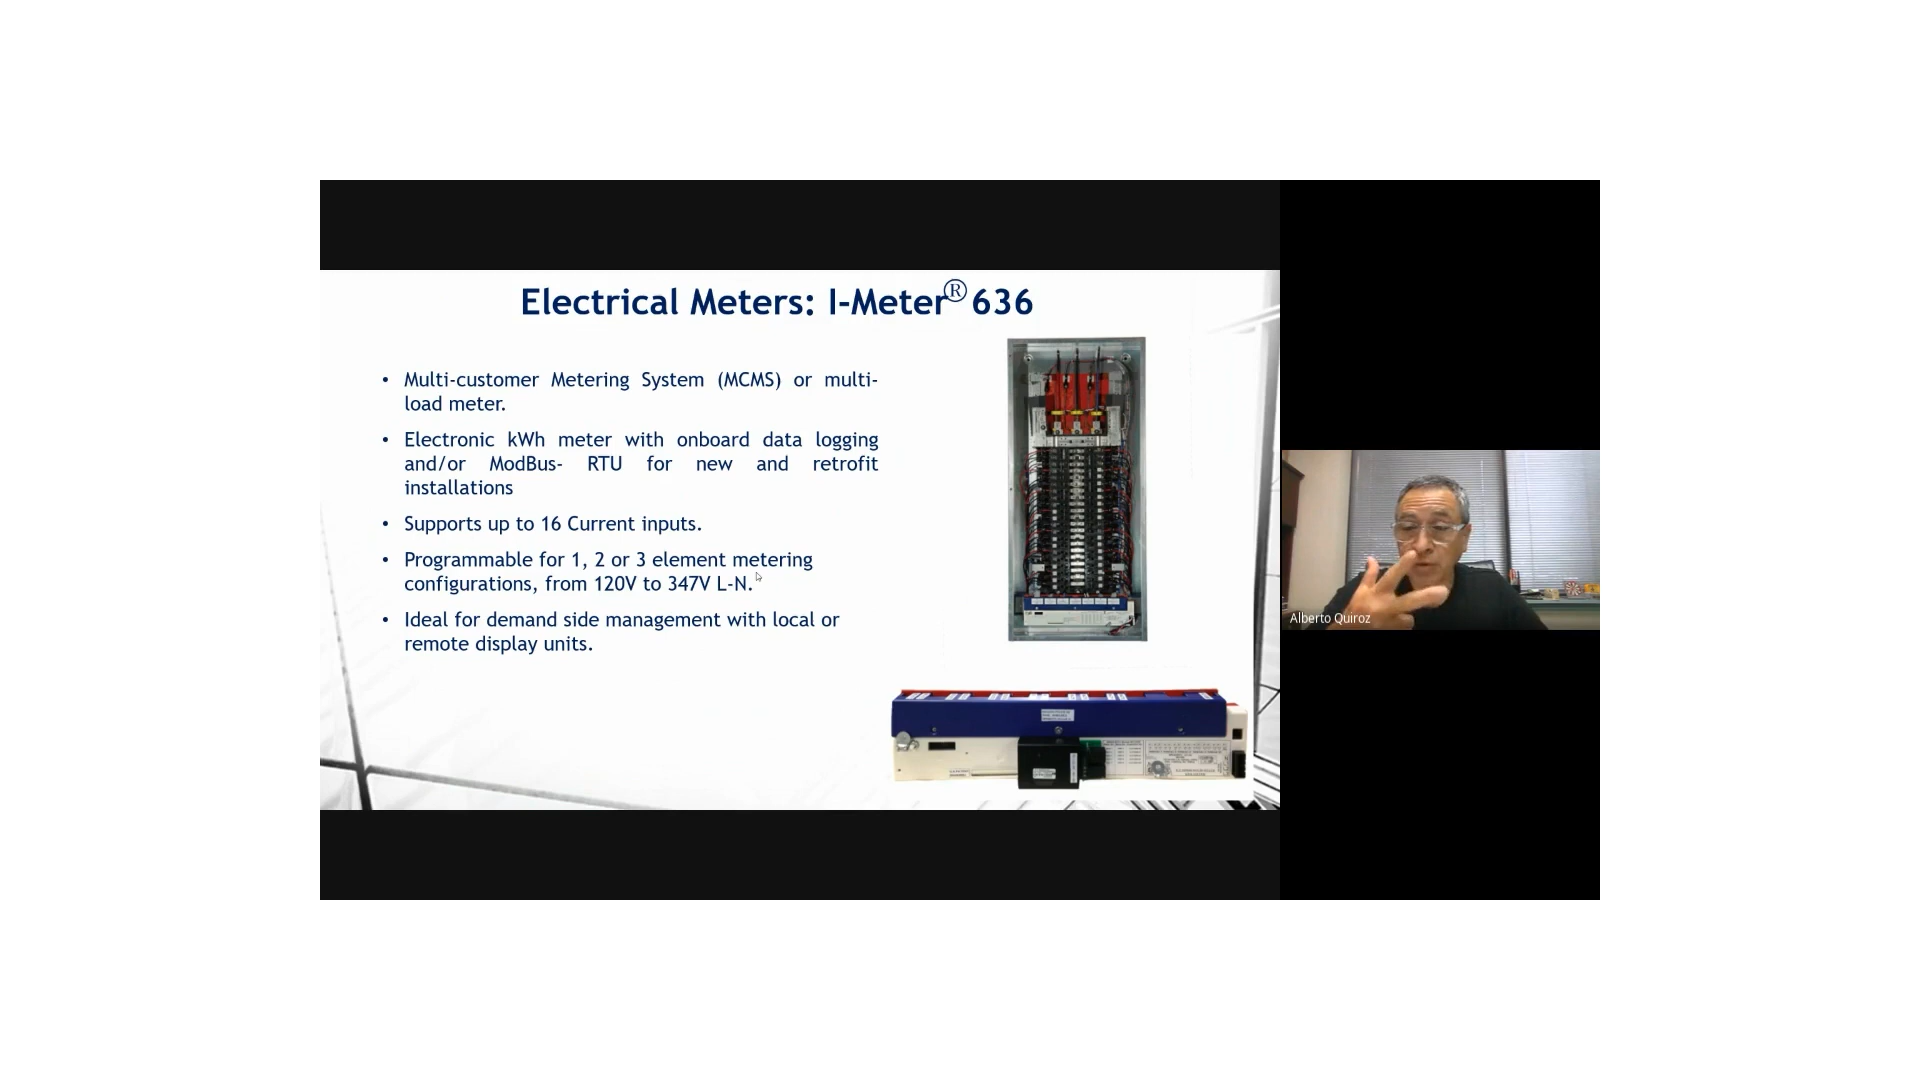 Electrical Meters: I-Meter® 636
• Multi-customer Metering System (MCMS) or multi-
load meter.
• Electronic kWh meter with onboard data logging
and/or ModBus- RTU for new and retrofit
installations
• Supports up to 16 Current inputs.
• Programmable for 1, 2 or 3 element metering
configurations, from 120V to 347V L-N.
• Ideal for demand side management with local or
remote display units.
Alberto Quiroz